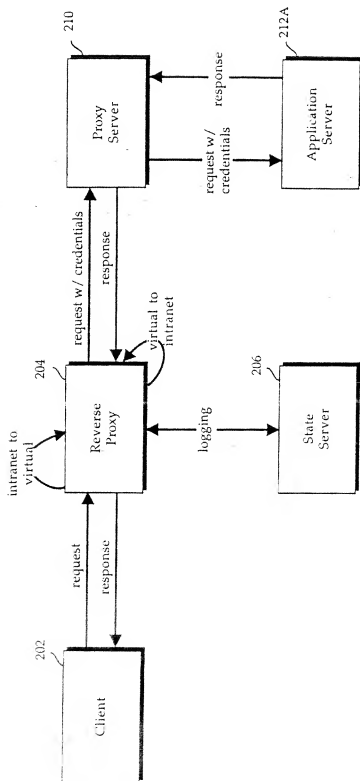 202
Client
request
response
intranet to
virtual
204
Reverse
Proxy
virtual to
intranet
logging
206
State
Server
request w/ credentials
response
210
Proxy
Server
request w/
credentials
response
212A
Application
Server